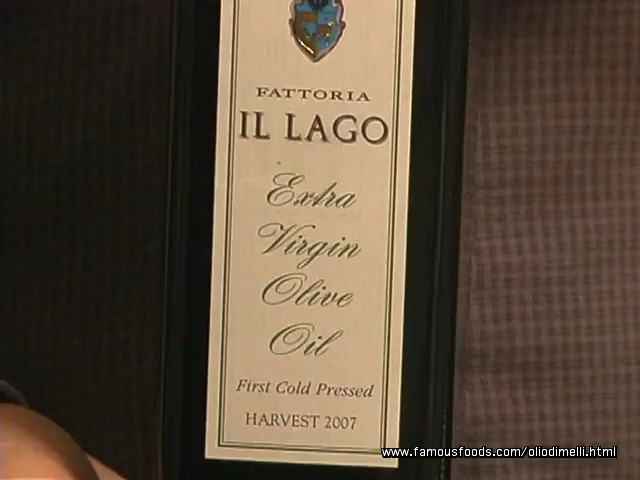 FATTORIA
IL LAGO
Extra
Virgin
Olive
Oil
First Cold Pressed
HARVEST 2007
www.famousfoods.com/oliodimelli.html